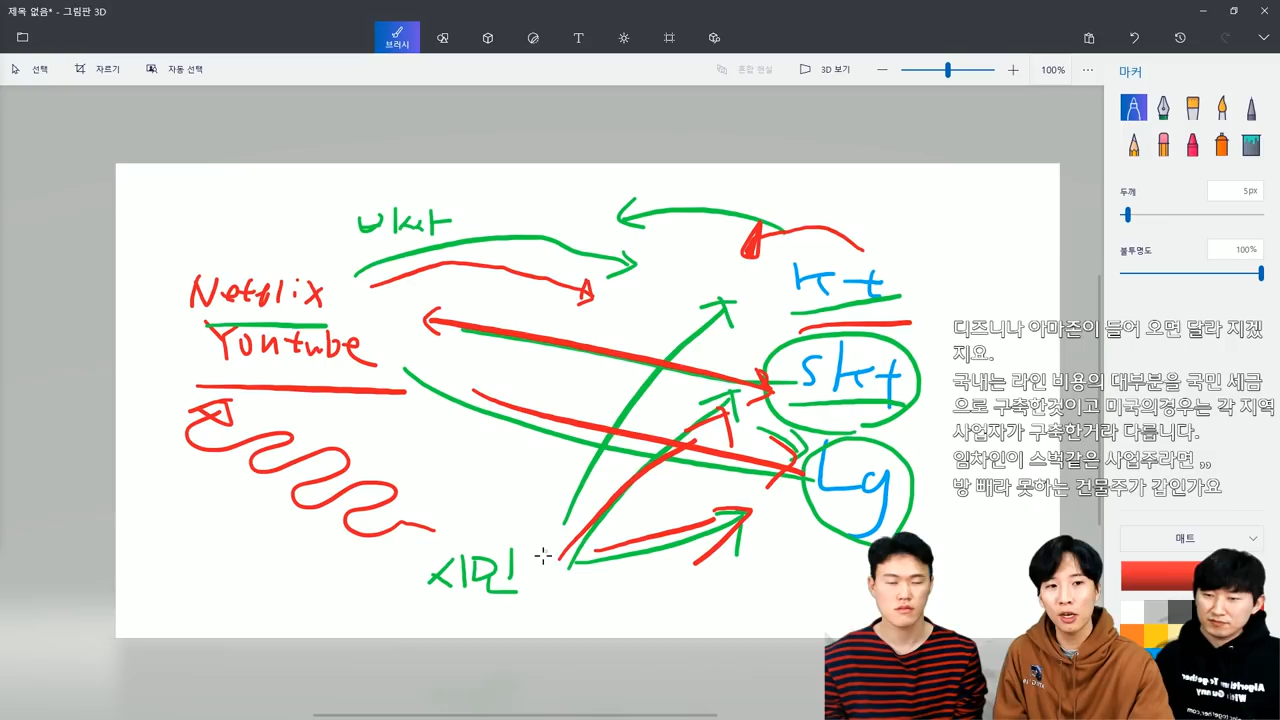 제목 없음* - 그림판 3D
브러시
선택
자르기
자동 선택
혼합 현실
3D 보기
100%
마커
두께
5px
불투명도
100%
매트
Netflix
Youtube
kt
skt
Lg
시민
디즈니나 아마존이 들어 오면 달라 지겠
지요.
국내는 라인 비용의 대부분을 국민 세금
으로 구축한것이고 미국의경우는 각 지역
사업자가 구축한거라 다릅니다.
임차인이 스벅같은 사업주라면 ,,
방 빼라 못하는 건물주가 갑인가요
Algorithm Together
With Gunny